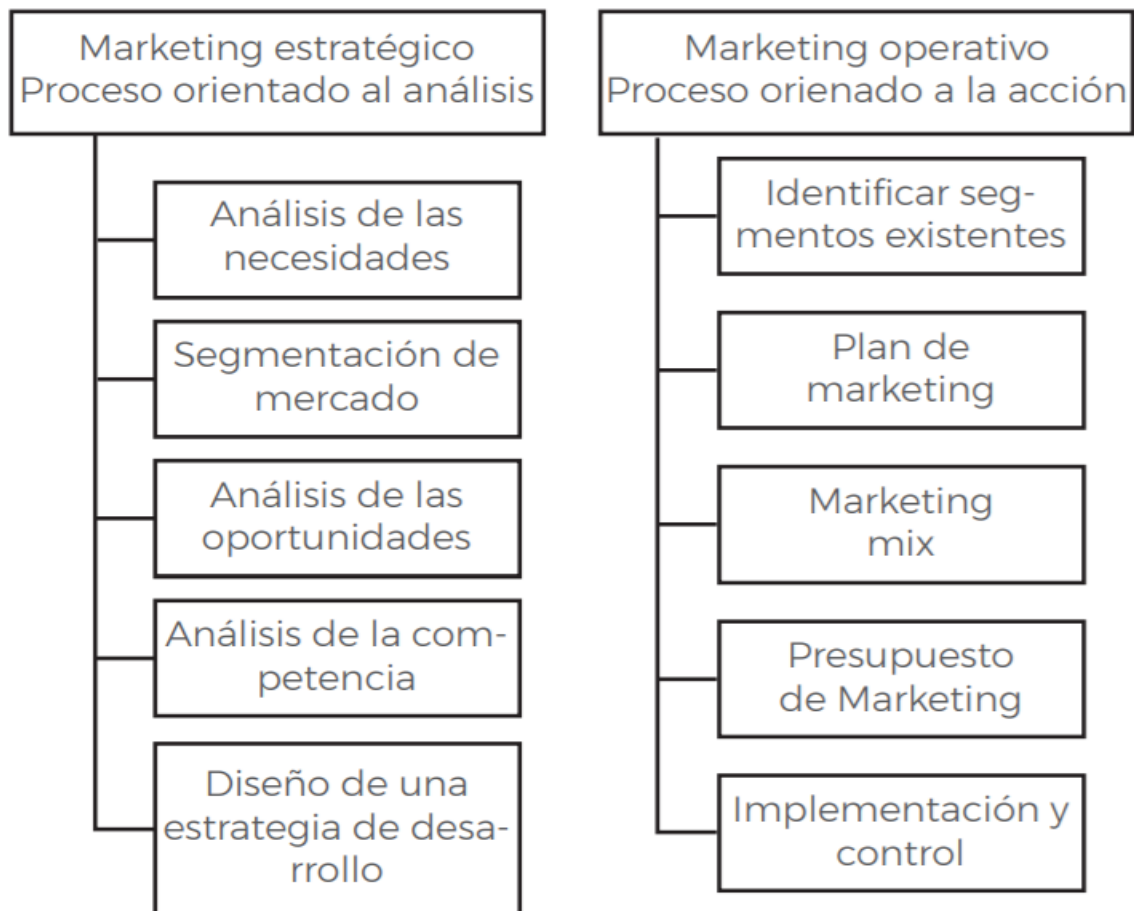 Marketing estratégico
Proceso orientado al análisis
Análisis de las
necesidades
Segmentación de
mercado
Análisis de las
oportunidades
Análisis de la com-
petencia
Diseño de una
estrategia de desa-
rrollo
Marketing operativo
Proceso orienado a la acción
Identificar seg-
mentos existentes
Plan de
marketing
Marketing
mix
Presupuesto
de Marketing
Implementación y
control